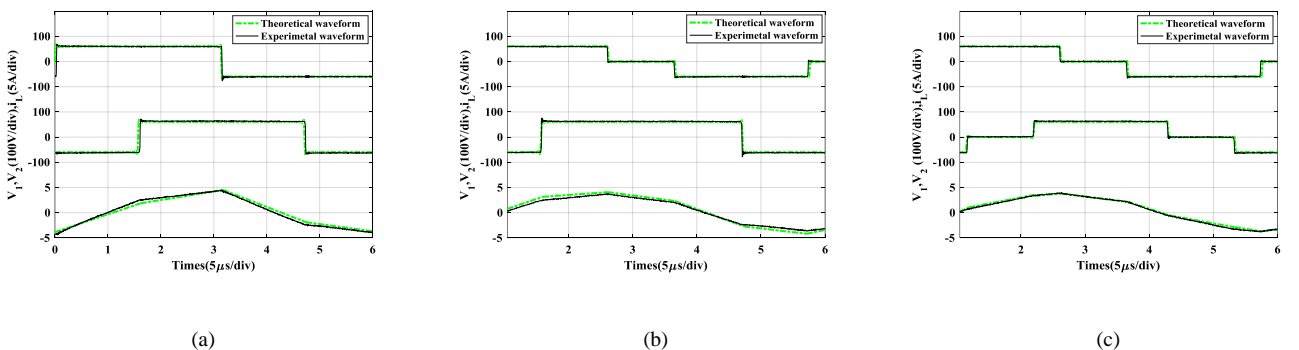 Theoretical waveform
Experimetal waveform
100
0
-100
100
0
-100
5
0
-5
V₁,V₂(100V/div),i_L(5A/div)
0 1 2 3 4 5 6
Times(5μs/div)
(a)
Theoretical waveform
Experimetal waveform
100
0
-100
100
0
-100
5
0
-5
V₁,V₂ (100V/div),i_L(5A/div)
2 3 4 5 6
Times(5μs/div)
(b)
Theoretical waveform
Experimetal waveform
100
0
-100
100
0
-100
5
0
-5
V₁,V₂ (100V/div),i_L (5A/div)
2 3 4 5 6
Times(5μs/div)
(c)